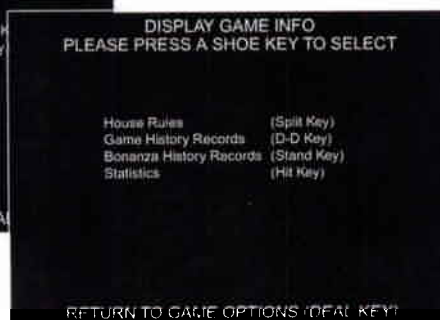 DISPLAY GAME INFO
PLEASE PRESS A SHOE KEY TO SELECT
House Rules (Split Key)
Game History Records (D-D Key)
Bonanza History Records (Stand Key)
Statistics (Hit Key)
RETURN TO GAME OPTIONS (DEAL KEY)